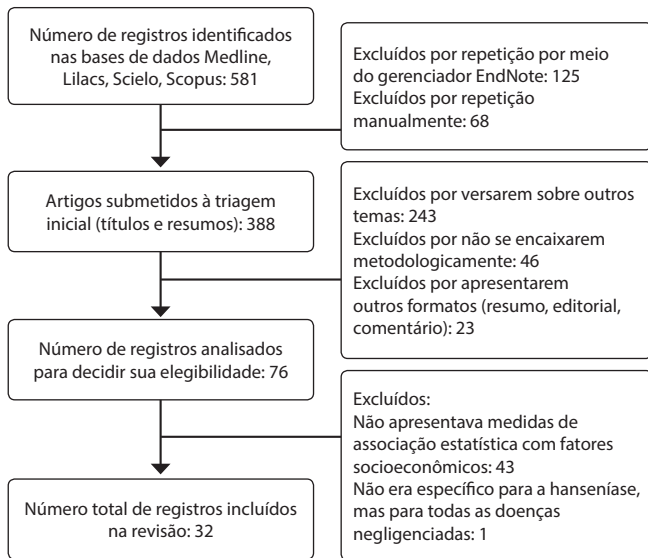 Número de registros identificados
nas bases de dados Medline,
Lilacs, Scielo, Scopus: 581
Excluídos por repetição por meio
do gerenciador EndNote: 125
Excluídos por repetição
manualmente: 68
Artigos submetidos à triagem
inicial (títulos e resumos): 388
Excluídos por versarem sobre outros
temas: 243
Excluídos por não se encaixarem
metodologicamente: 46
Excluídos por apresentarem
outros formatos (resumo, editorial,
comentário): 23
Número de registros analisados
para decidir sua elegibilidade: 76
Excluídos:
Não apresentava medidas de
associação estatística com fatores
socioeconômicos: 43
Não era específico para a hanseníase,
mas para todas as doenças
negligenciadas: 1
Número total de registros incluídos
na revisão: 32